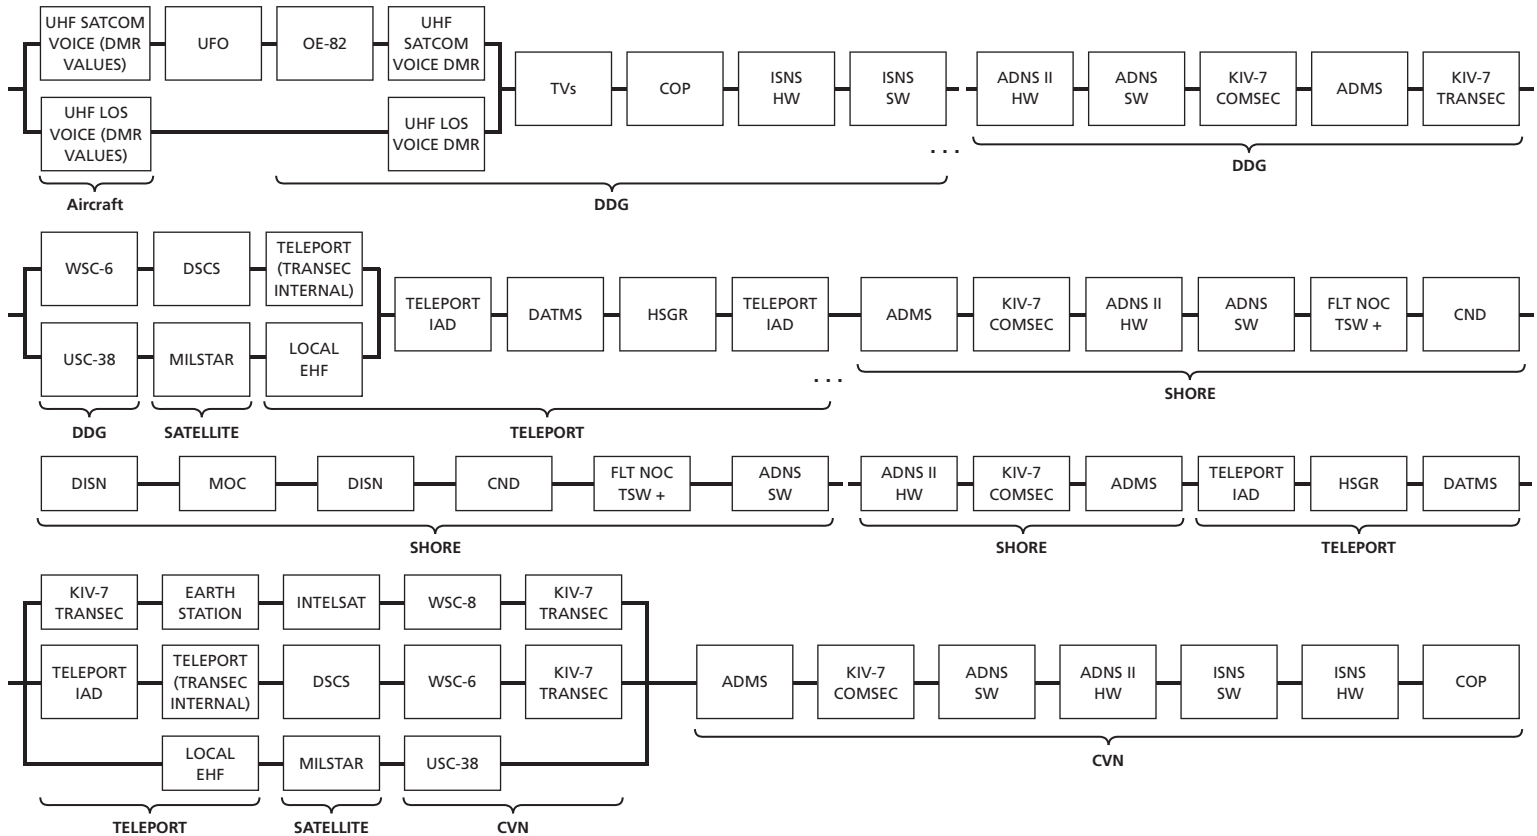 UHF SATCOM
VOICE (DMR
VALUES)
UFO
OE-82
UHF
SATCOM
VOICE DMR
UHF LOS
VOICE (DMR
VALUES)
UHF LOS
VOICE DMR
TVs
COP
ISNS
HW
ISNS
SW
ADNS II
HW
ADNS
SW
KIV-7
COMSEC
ADMS
KIV-7
TRANSEC
. . .
Aircraft
DDG
DDG
WSC-6
DSCS
TELEPORT
(TRANSEC
INTERNAL)
USC-38
MILSTAR
LOCAL
EHF
TELEPORT
IAD
DATMS
HSGR
TELEPORT
IAD
ADMS
KIV-7
COMSEC
ADNS II
HW
ADNS
SW
FLT NOC
TSW +
CND
. . .
DDG
SATELLITE
TELEPORT
SHORE
DISN
MOC
DISN
CND
FLT NOC
TSW +
ADNS
SW
ADNS II
HW
KIV-7
COMSEC
ADMS
TELEPORT
IAD
HSGR
DATMS
SHORE
SHORE
TELEPORT
KIV-7
TRANSEC
EARTH
STATION
INTELSAT
WSC-8
KIV-7
TRANSEC
TELEPORT
IAD
TELEPORT
(TRANSEC
INTERNAL)
DSCS
WSC-6
KIV-7
TRANSEC
LOCAL
EHF
MILSTAR
USC-38
ADMS
KIV-7
COMSEC
ADNS
SW
ADNS II
HW
ISNS
SW
ISNS
HW
COP
CVN
TELEPORT
SATELLITE
CVN